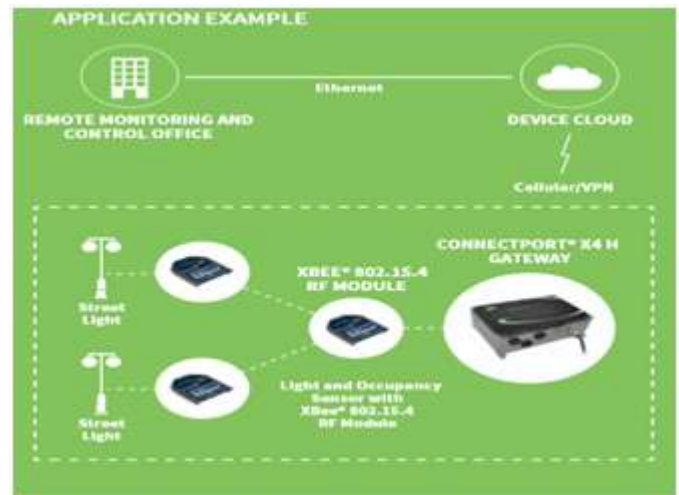 APPLICATION EXAMPLE
Ethernet
REMOTE MONITORING AND
CONTROL OFFICE
DEVICE CLOUD
Cellular/VPN
CONNECTPORT® X4 H
GATEWAY
XBEE® 802.15.4
RF MODULE
Street
Light
Light and Occupancy
Sensor with
XBee® 802.15.4
RF Module
Street
Light